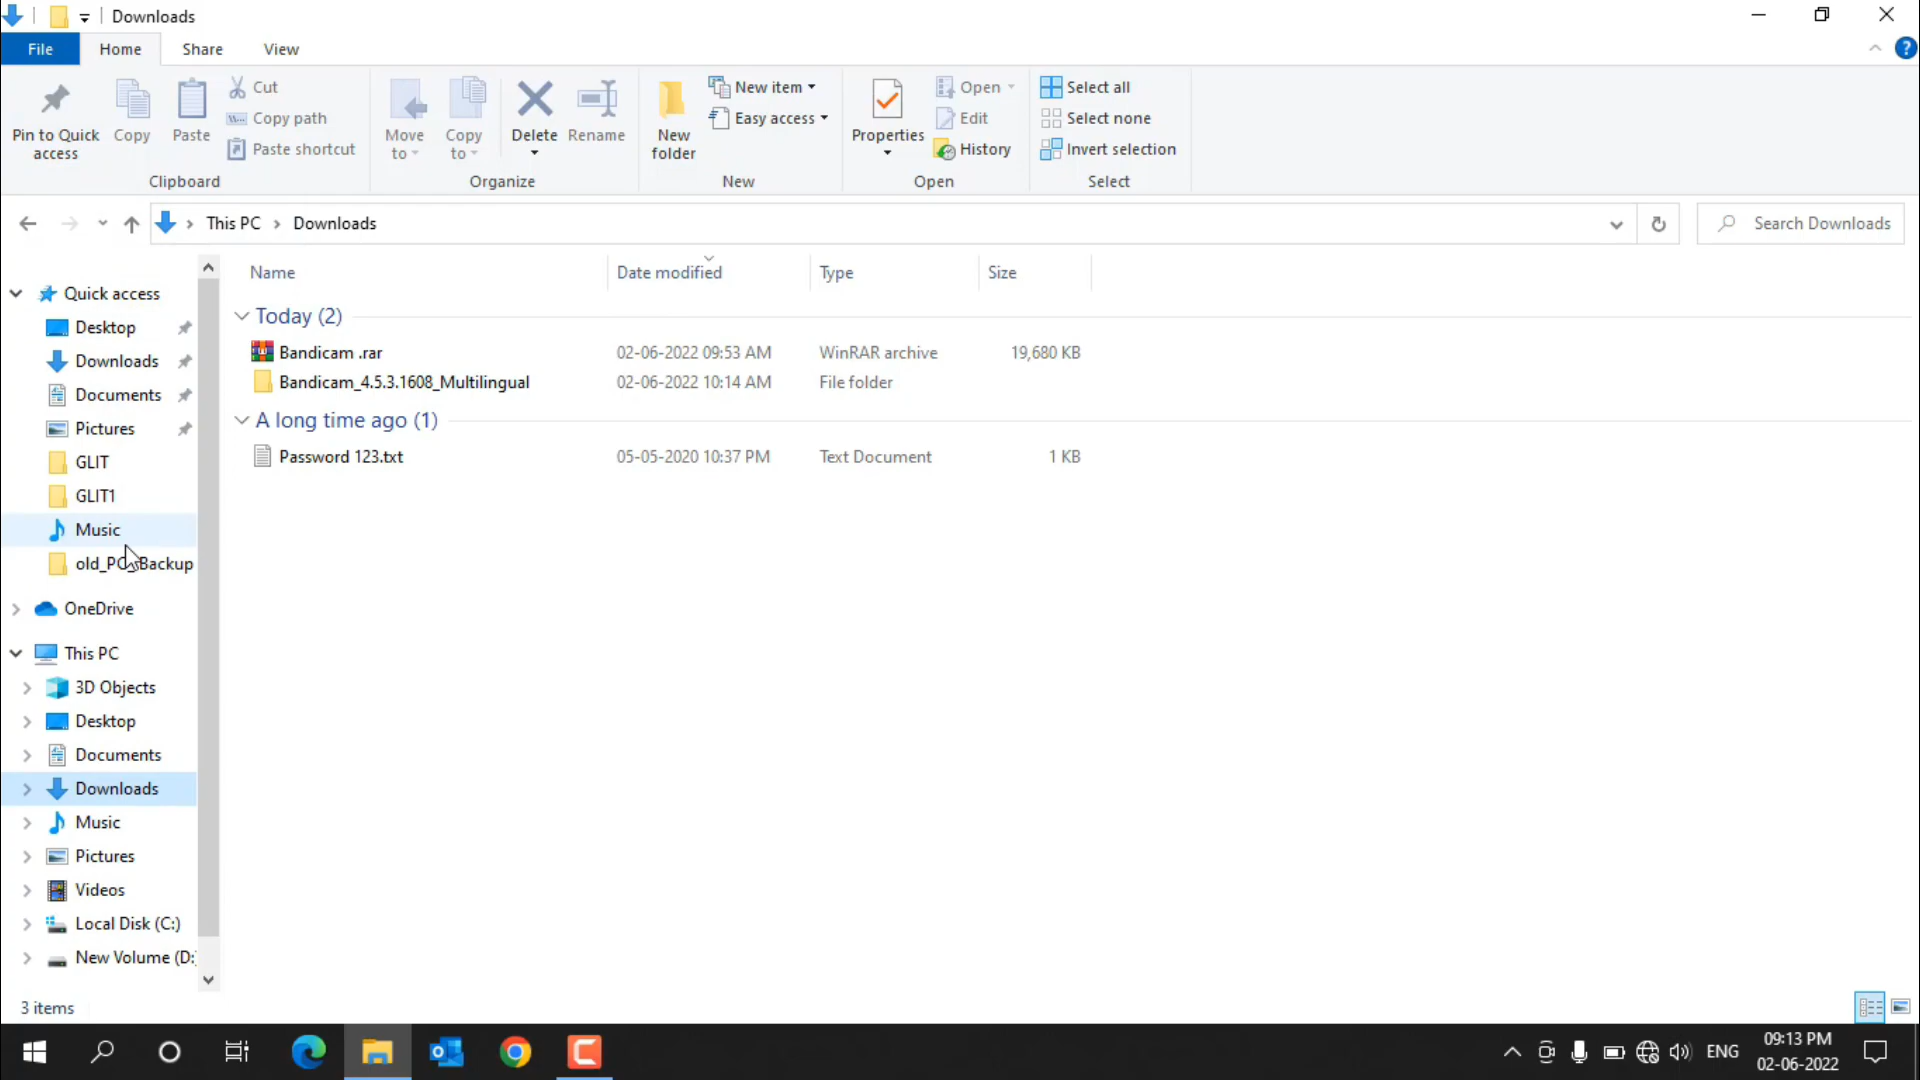 Downloads
File Home Share View
Pin to Quick access
Copy
Paste
Cut
Copy path
Paste shortcut
Clipboard
Move to
Copy to
Delete
Rename
Organize
New folder
New item
Easy access
New
Properties
Open
Edit
History
Open
Select all
Select none
Invert selection
Select
This PC > Downloads
Search Downloads
Quick access
Desktop
Downloads
Documents
Pictures
GLIT
GLIT1
Music
old_PC_Backup
OneDrive
This PC
3D Objects
Desktop
Documents
Downloads
Music
Pictures
Videos
Local Disk (C:)
New Volume (D:
Name Date modified Type Size
Today (2)
Bandicam .rar 02-06-2022 09:53 AM WinRAR archive 19,680 KB
Bandicam_4.5.3.1608_Multilingual 02-06-2022 10:14 AM File folder
A long time ago (1)
Password 123.txt 05-05-2020 10:37 PM Text Document 1 KB
3 items
ENG
09:13 PM
02-06-2022